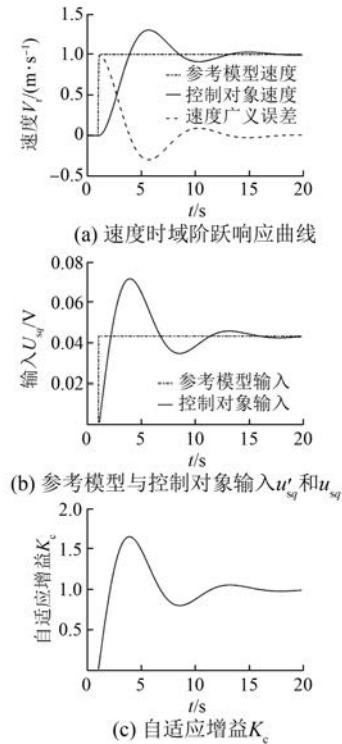 速度V_r/(m·s⁻¹)
1.5
1.0
0.5
0
−0.5
参考模型速度
控制对象速度
速度广义误差
0 5 10 15 20
t/s
(a) 速度时域阶跃响应曲线
输入U_sq/V
0.08
0.06
0.04
0.02
参考模型输入
控制对象输入
0 5 10 15 20
t/s
(b) 参考模型与控制对象输入u′_sq和u_sq
自适应增益K_c
2.0
1.5
1.0
0.5
0 5 10 15 20
t/s
(c) 自适应增益K_c